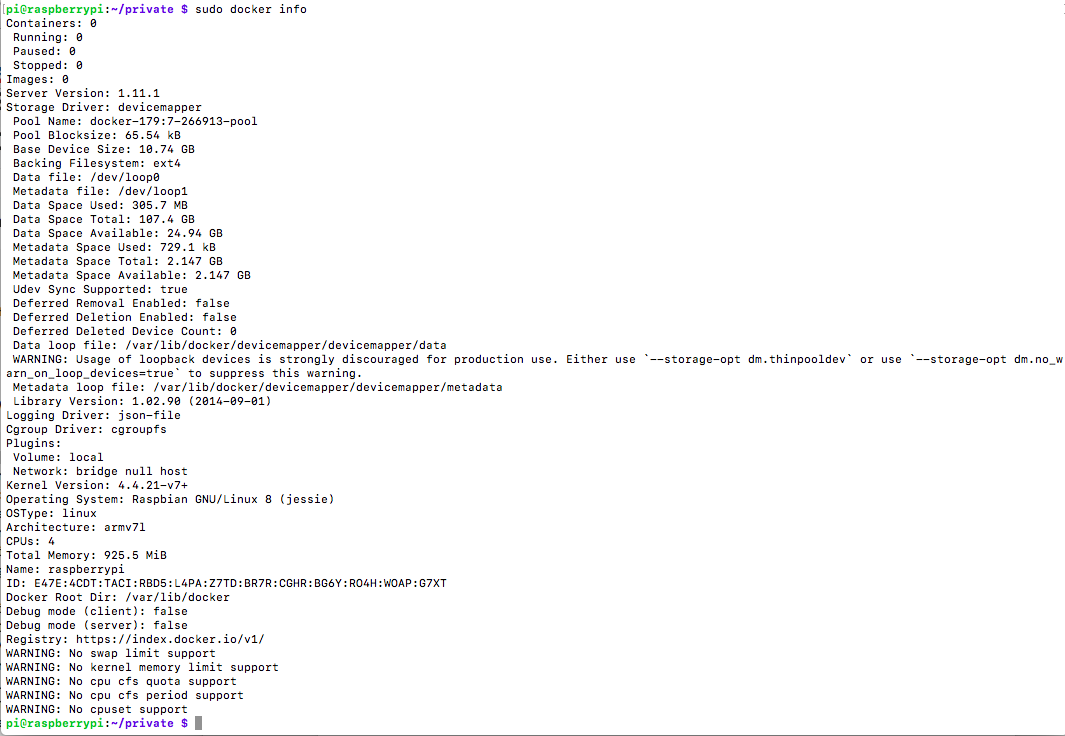 pi@raspberrypi:~/private $ sudo docker info
Containers: 0
 Running: 0
 Paused: 0
 Stopped: 0
Images: 0
Server Version: 1.11.1
Storage Driver: devicemapper
 Pool Name: docker-179:7-266913-pool
 Pool Blocksize: 65.54 kB
 Base Device Size: 10.74 GB
 Backing Filesystem: ext4
 Data file: /dev/loop0
 Metadata file: /dev/loop1
 Data Space Used: 305.7 MB
 Data Space Total: 107.4 GB
 Data Space Available: 24.94 GB
 Metadata Space Used: 729.1 kB
 Metadata Space Total: 2.147 GB
 Metadata Space Available: 2.147 GB
 Udev Sync Supported: true
 Deferred Removal Enabled: false
 Deferred Deletion Enabled: false
 Deferred Deleted Device Count: 0
 Data loop file: /var/lib/docker/devicemapper/devicemapper/data
 WARNING: Usage of loopback devices is strongly discouraged for production use. Either use `--storage-opt dm.thinpooldev` or use `--storage-opt dm.no_w
arn_on_loop_devices=true` to suppress this warning.
 Metadata loop file: /var/lib/docker/devicemapper/devicemapper/metadata
 Library Version: 1.02.90 (2014-09-01)
Logging Driver: json-file
Cgroup Driver: cgroupfs
Plugins:
 Volume: local
 Network: bridge null host
Kernel Version: 4.4.21-v7+
Operating System: Raspbian GNU/Linux 8 (jessie)
OSType: linux
Architecture: armv7l
CPUs: 4
Total Memory: 925.5 MiB
Name: raspberrypi
ID: E47E:4CDT:TACI:RBD5:L4PA:Z7TD:BR7R:CGHR:BG6Y:RO4H:WOAP:G7XT
Docker Root Dir: /var/lib/docker
Debug mode (client): false
Debug mode (server): false
Registry: https://index.docker.io/v1/
WARNING: No swap limit support
WARNING: No kernel memory limit support
WARNING: No cpu cfs quota support
WARNING: No cpu cfs period support
WARNING: No cpuset support
pi@raspberrypi:~/private $